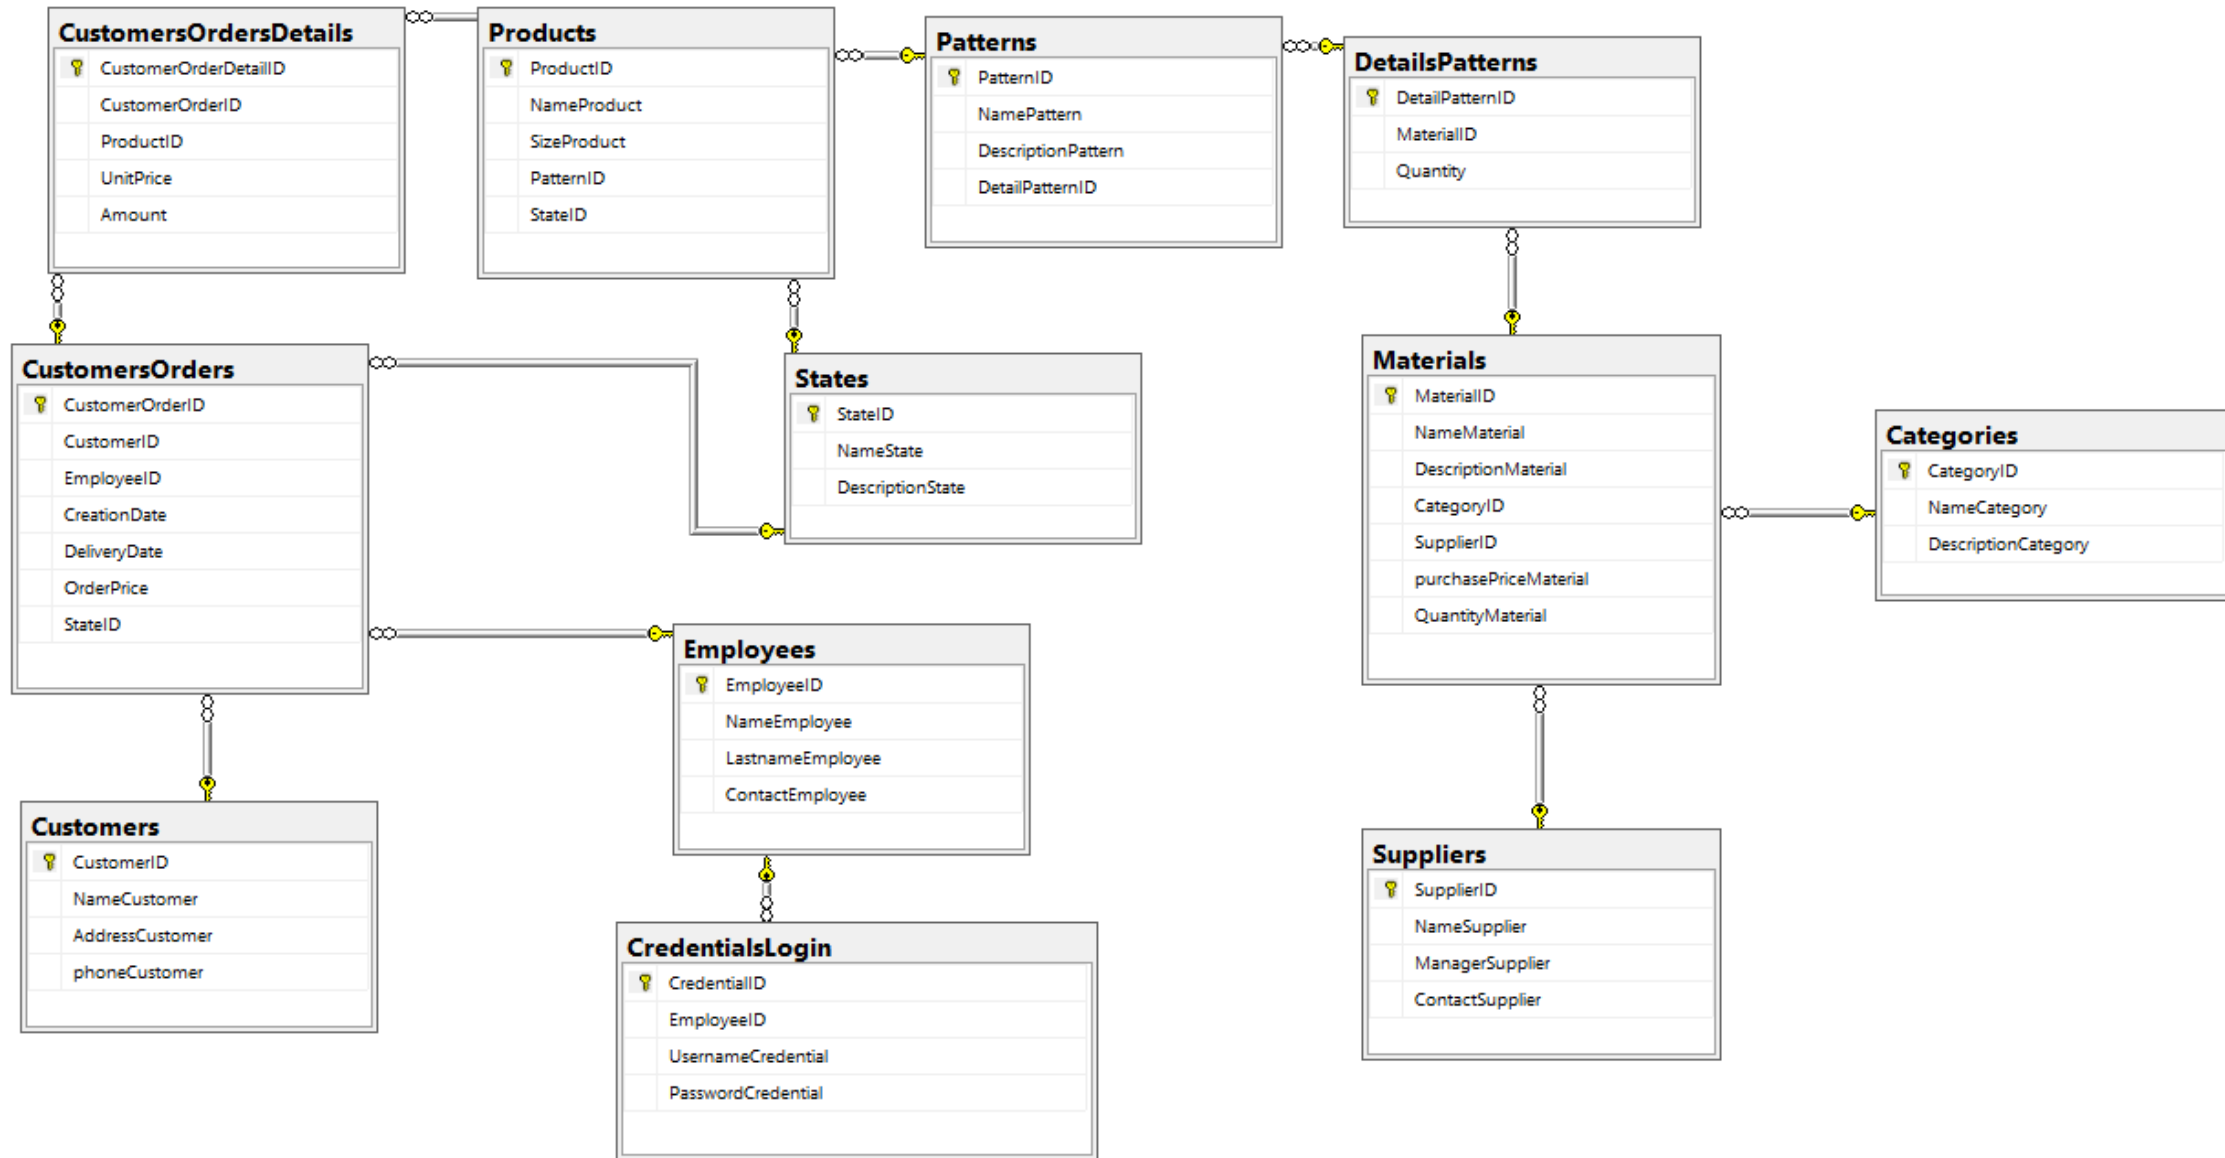 CustomersOrdersDetails
CustomerOrderDetailID
CustomerOrderID
ProductID
UnitPrice
Amount
Products
ProductID
NameProduct
SizeProduct
PatternID
StateID
Patterns
PatternID
NamePattern
DescriptionPattern
DetailPatternID
DetailsPatterns
DetailPatternID
MaterialID
Quantity
CustomersOrders
CustomerOrderID
CustomerID
EmployeeID
CreationDate
DeliveryDate
OrderPrice
StateID
States
StateID
NameState
DescriptionState
Materials
MaterialID
NameMaterial
DescriptionMaterial
CategoryID
SupplierID
purchasePriceMaterial
QuantityMaterial
Categories
CategoryID
NameCategory
DescriptionCategory
Employees
EmployeeID
NameEmployee
LastnameEmployee
ContactEmployee
Customers
CustomerID
NameCustomer
AddressCustomer
phoneCustomer
CredentialsLogin
CredentialID
EmployeeID
UsernameCredential
PasswordCredential
Suppliers
SupplierID
NameSupplier
ManagerSupplier
ContactSupplier